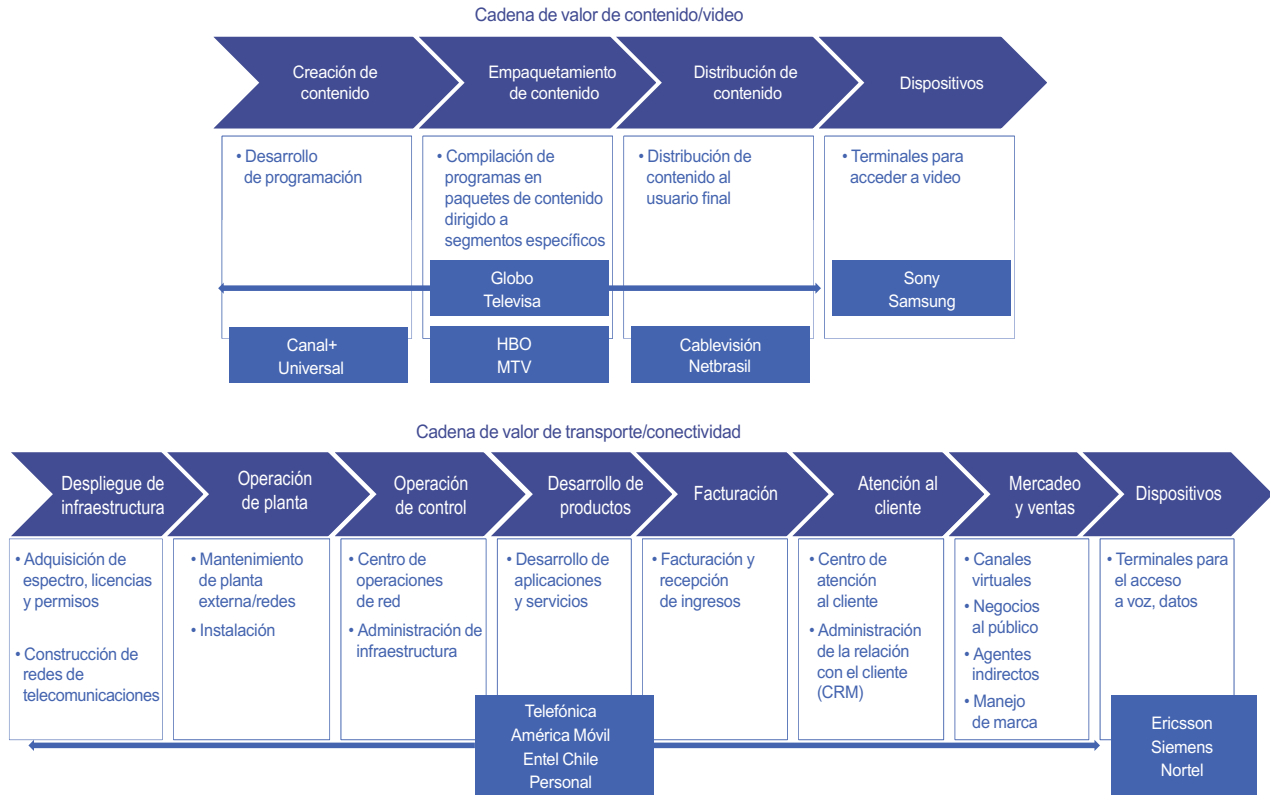 Cadena de valor de contenido/video
Creación de
contenido
Empaquetamiento
de contenido
Distribución de
contenido
Dispositivos
• Desarrollo
de programación
• Compilación de
programas en
paquetes de contenido
dirigido a
segmentos específicos
• Distribución de
contenido al
usuario final
• Terminales para
acceder a video
Globo
Televisa
Sony
Samsung
Canal+
Universal
HBO
MTV
Cablevisión
Netbrasil
Cadena de valor de transporte/conectividad
Despliegue de
infraestructura
Operación
de planta
Operación
de control
Desarrollo de
productos
Facturación
Atención al
cliente
Mercadeo
y ventas
Dispositivos
• Adquisición de
espectro, licencias
y permisos
• Construcción de
redes de
telecomunicaciones
• Mantenimiento
de planta
externa/redes
• Instalación
• Centro de
operaciones
de red
• Administración de
infraestructura
• Desarrollo de
aplicaciones
y servicios
• Facturación y
recepción
de ingresos
• Centro de
atención
al cliente
• Administración
de la relación
con el cliente
(CRM)
• Canales
virtuales
• Negocios
al público
• Agentes
indirectos
• Manejo
de marca
• Terminales para
el acceso
a voz, datos
Telefónica
América Móvil
Entel Chile
Personal
Ericsson
Siemens
Nortel